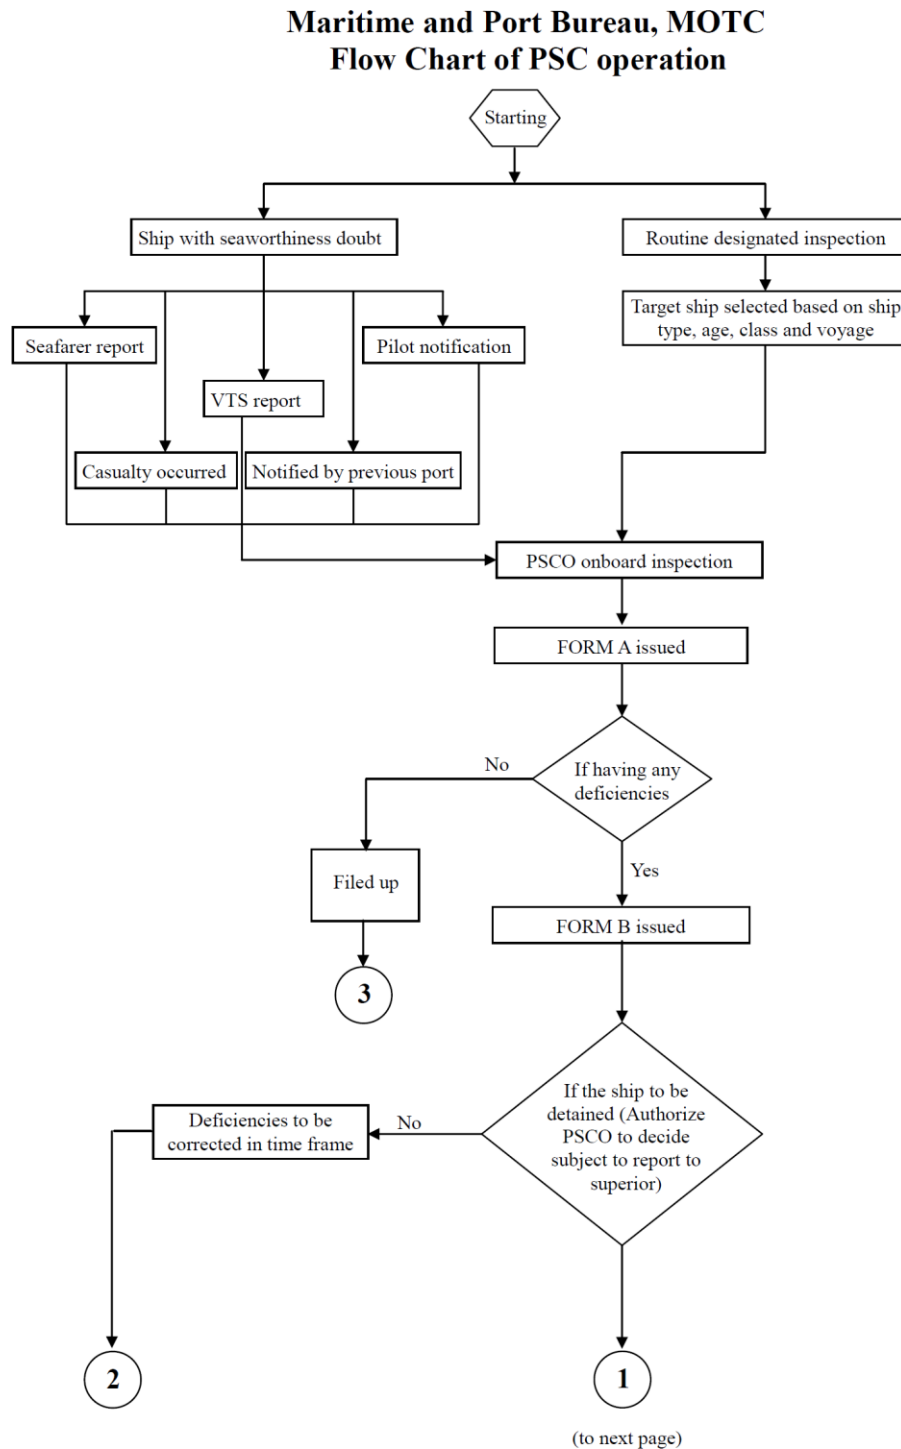 Maritime and Port Bureau, MOTC
Flow Chart of PSC operation
Starting
Ship with seaworthiness doubt
Routine designated inspection
Target ship selected based on ship
type, age, class and voyage
Seafarer report
Pilot notification
VTS report
Casualty occurred
Notified by previous port
PSCO onboard inspection
FORM A issued
If having any
deficiencies
No
Filed up
Yes
FORM B issued
3
If the ship to be
detained (Authorize
PSCO to decide
subject to report to
superior)
No
Deficiencies to be
corrected in time frame
2
1
(to next page)